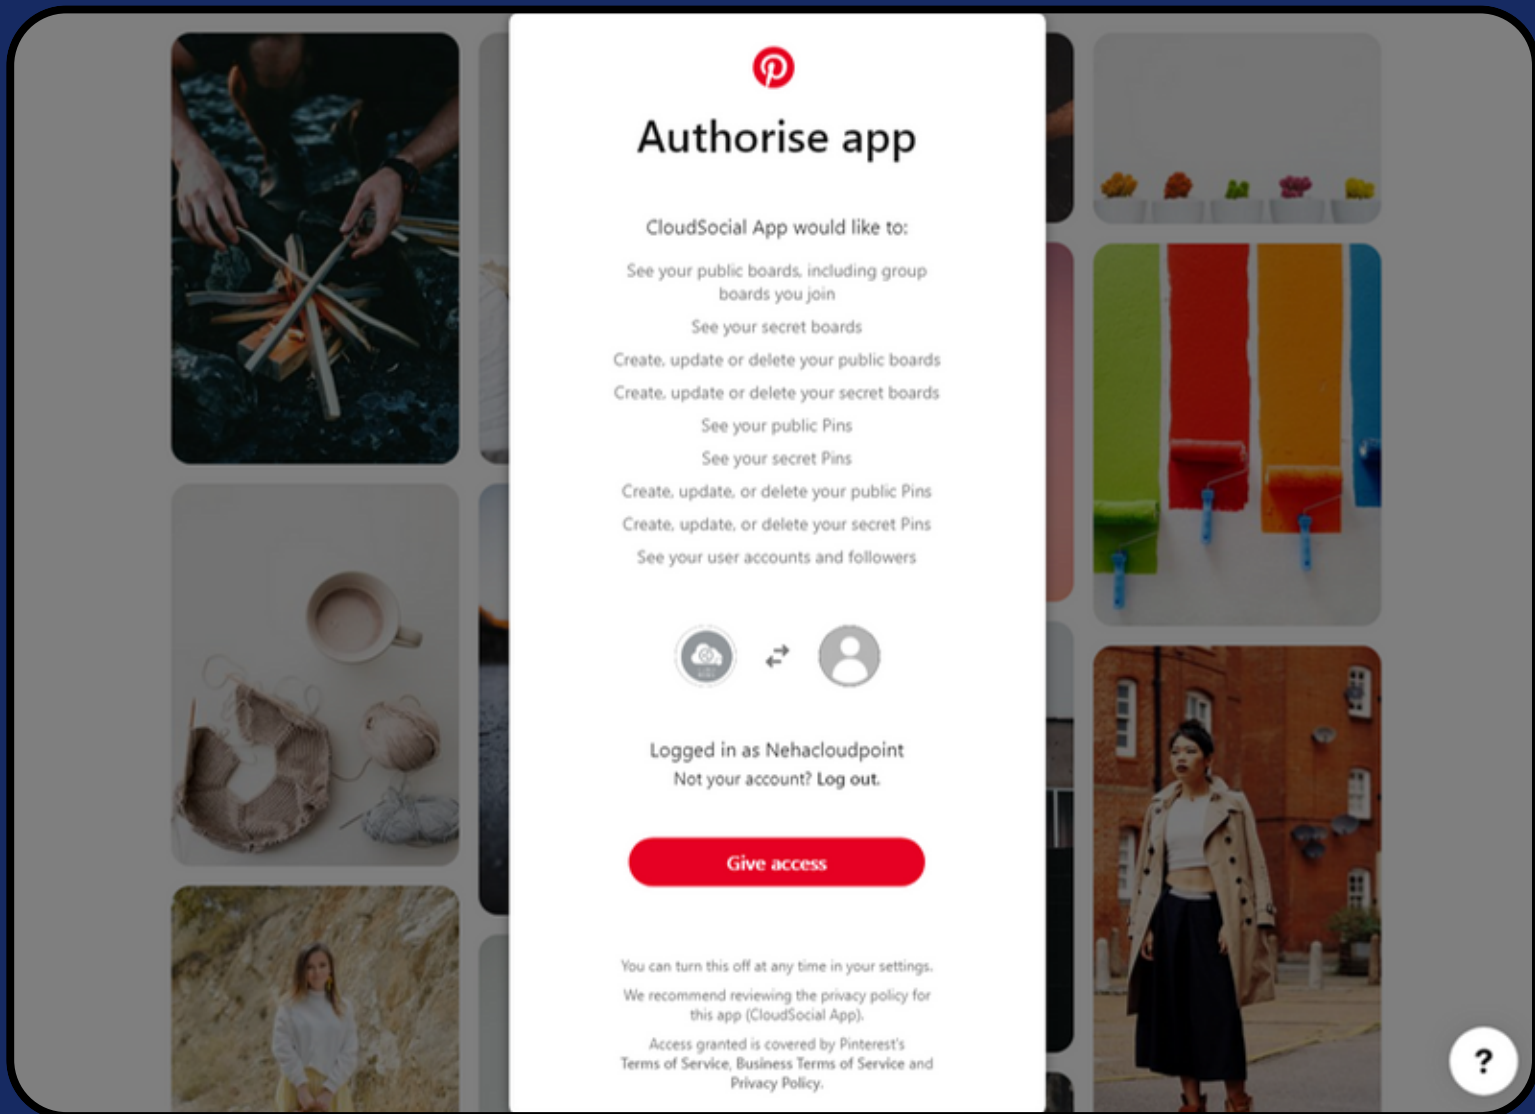 Authorise app
CloudSocial App would like to:
See your public boards, including group
boards you join
See your secret boards
Create, update or delete your public boards
Create, update or delete your secret boards
See your public Pins
See your secret Pins
Create, update, or delete your public Pins
Create, update, or delete your secret Pins
See your user accounts and followers
Logged in as Nehacloudpoint
Not your account? Log out.
Give access
You can turn this off at any time in your settings.
We recommend reviewing the privacy policy for
this app (CloudSocial App).
Access granted is covered by Pinterest's
Terms of Service, Business Terms of Service and
Privacy Policy.
?